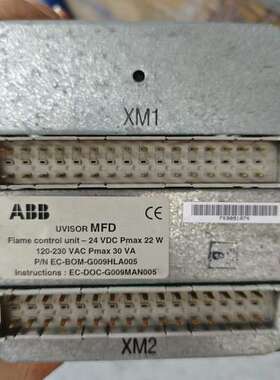 XM1
ABB
CE
UVISOR MFD
Flame control unit – 24 VDC Pmax 22 W
120-230 VAC Pmax 30 VA
P/N EC-BOM-G009HLA005
Instructions : EC-DOC-G009MAN005
XM2